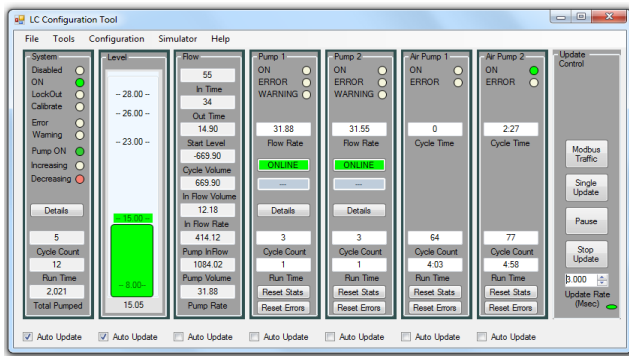 LC Configuration Tool
File Tools Configuration Simulator Help
System
Disabled
ON
LockOut
Calibrate
Error
Warning
Pump ON
Increasing
Decreasing
Details
5
Cycle Count
12
Run Time
2,021
Total Pumped
Level
-- 28.00 --
-- 26.00 --
-- 23.00 --
-- 15.00 --
-- 8.00 --
15.05
Flow
55
In Time
34
Out Time
14.90
Start Level
-669.90
Cycle Volume
669.90
In Flow Volume
12.18
In Flow Rate
414.12
Pump InFlow
1084.02
Pump Volume
31.88
Pump Rate
Pump 1
ON
ERROR
WARNING
31.88
Flow Rate
ONLINE
---
Details
3
Cycle Count
1
Run Time
Reset Stats
Reset Errors
Pump 2
ON
ERROR
WARNING
31.55
Flow Rate
ONLINE
---
Details
3
Cycle Count
1
Run Time
Reset Stats
Reset Errors
Air Pump 1
ON
ERROR
0
Cycle Time
64
Cycle Count
4:03
Run Time
Reset Stats
Reset Errors
Air Pump 2
ON
ERROR
2:27
Cycle Time
77
Cycle Count
4:58
Run Time
Reset Stats
Reset Errors
Update
Control
Modbus
Traffic
Single
Update
Pause
Stop
Update
3.000
Update Rate
(Msec)
Auto Update Auto Update Auto Update Auto Update Auto Update Auto Update Auto Update